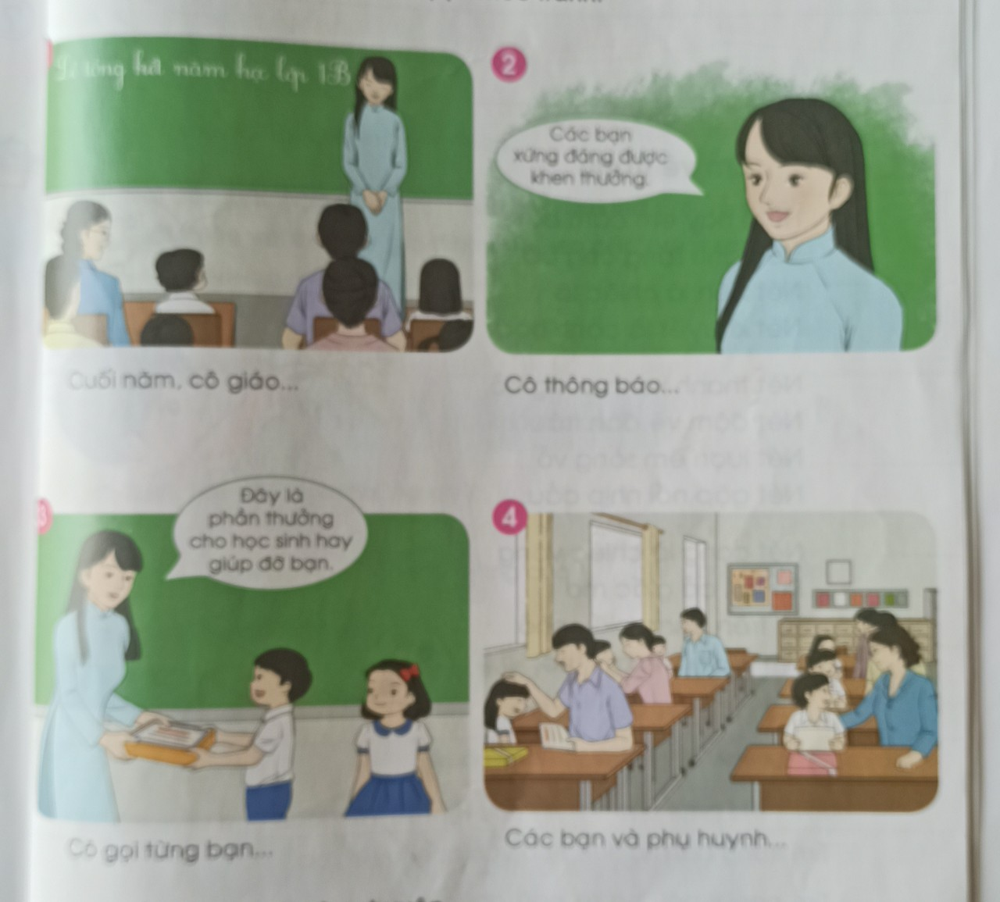 Lễ tổng kết năm học lớp 1B
2
Các bạn
xứng đáng được
khen thưởng.
Cuối năm, cô giáo...
Cô thông báo...
3
Đây là
phần thưởng
cho học sinh hay
giúp đỡ bạn.
4
Cô gọi từng bạn...
Các bạn và phụ huynh...